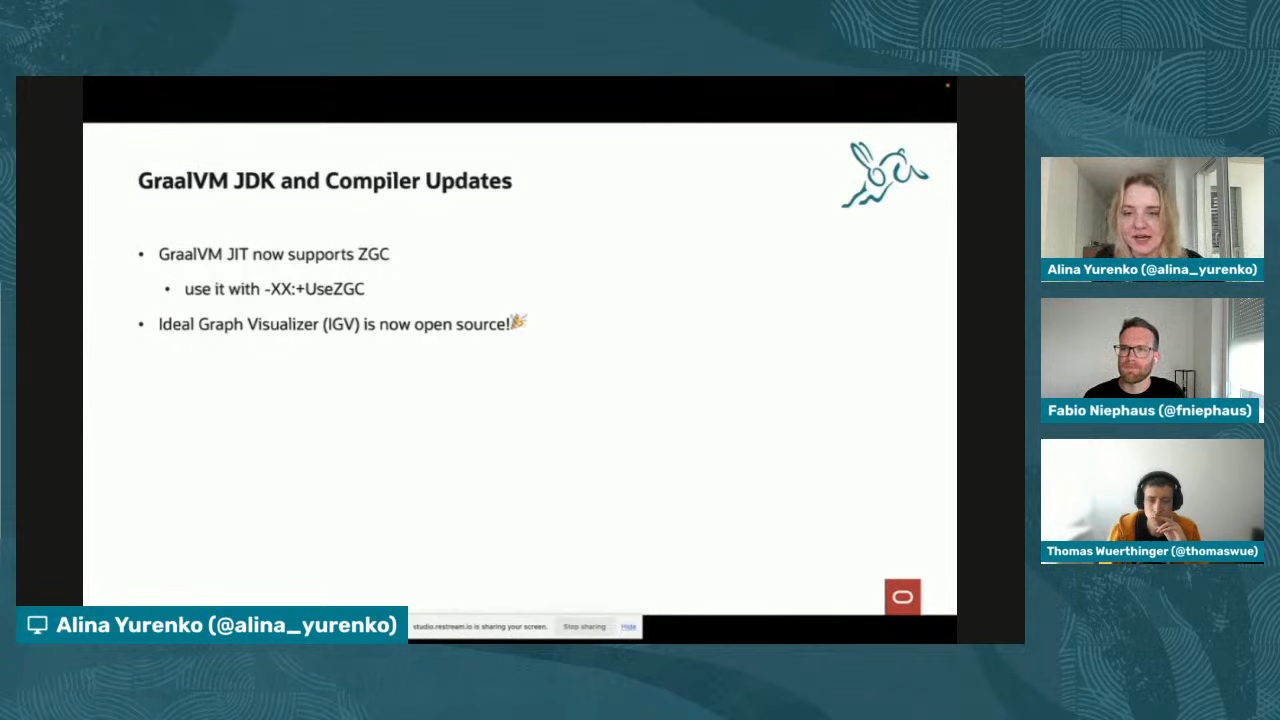 GraalVM JDK and Compiler Updates
• GraalVM JIT now supports ZGC
• use it with -XX:+UseZGC
• Ideal Graph Visualizer (IGV) is now open source!🎉
Alina Yurenko (@alina_yurenko)
Fabio Niephaus (@fniephaus)
Thomas Wuerthinger (@thomaswue)
Alina Yurenko (@alina_yurenko)
studio.restream.io is sharing your screen. Stop sharing Hide